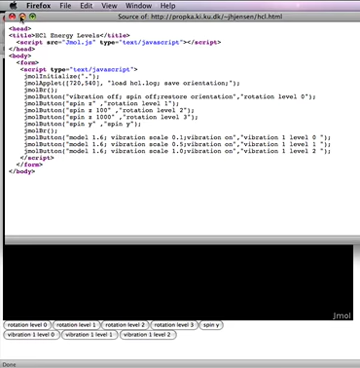 Firefox File Edit View History Window Help
Source of: http://propka.ki.ku.dk/~jhjensen/hcl.html
<head>
<title>HCl Energy Levels</title>
<script src="Jmol.js" type="text/javascript"></script>
</head>
<body>
<form>
<script type="text/javascript">
jmolInitialize(".");
jmolApplet([720,540], "load hcl.log; save orientation;");
jmolBr();
jmolButton("vibration off; spin off;restore orientation","rotation level 0");
jmolButton("spin z" ,"rotation level 1");
jmolButton("spin z 100" ,"rotation level 2");
jmolButton("spin z 1000" ,"rotation level 3");
jmolButton("spin y" ,"spin y");
jmolBr();
jmolButton("model 1.6; vibration scale 0.1;vibration on","vibration 1 level 0 ");
jmolButton("model 1.6; vibration scale 0.5;vibration on","vibration 1 level 1 ");
jmolButton("model 1.6; vibration scale 1.0;vibration on","vibration 1 level 2 ");
</script>
</form>
</body>
Jmol
rotation level 0 rotation level 1 rotation level 2 rotation level 3 spin y
vibration 1 level 0 vibration 1 level 1 vibration 1 level 2
Done